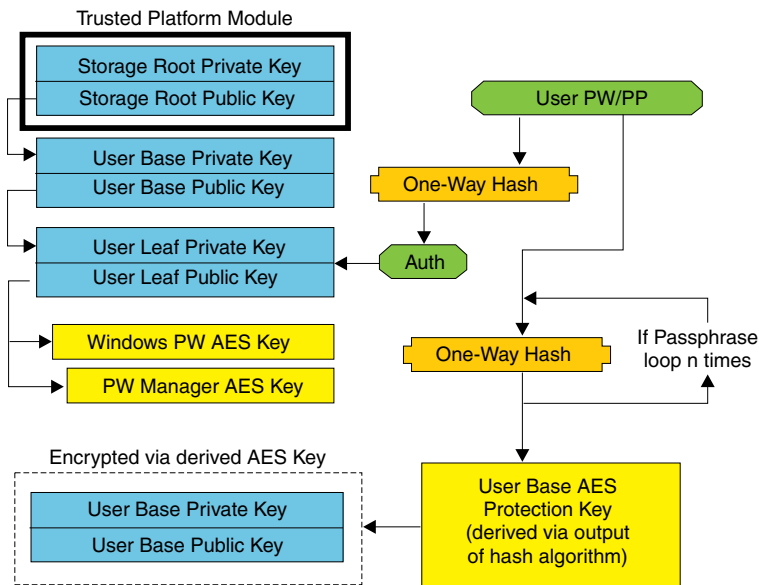 Trusted Platform Module
Storage Root Private Key
Storage Root Public Key
User Base Private Key
User Base Public Key
User Leaf Private Key
User Leaf Public Key
Windows PW AES Key
PW Manager AES Key
User PW/PP
One-Way Hash
Auth
One-Way Hash
If Passphrase
loop n times
Encrypted via derived AES Key
User Base Private Key
User Base Public Key
User Base AES
Protection Key
(derived via output
of hash algorithm)